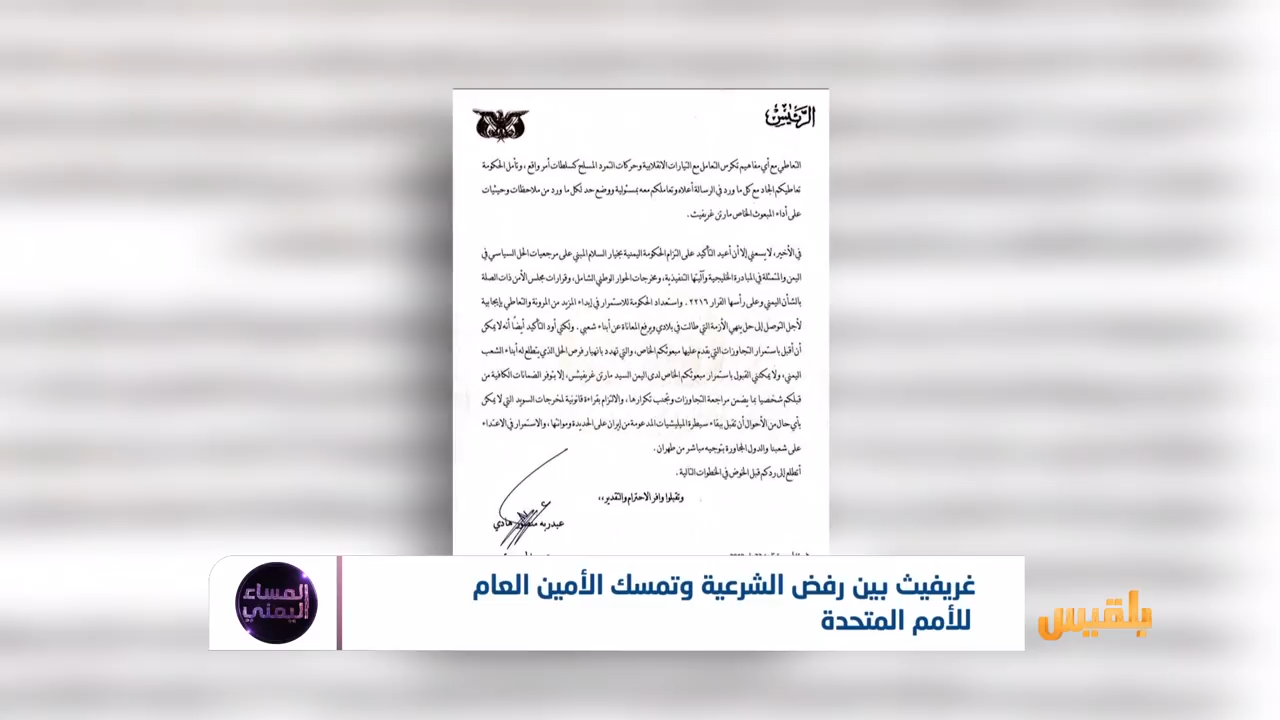 الرئيس
التعاطي مع أي مفاهيم تكرس التعامل مع التيارات الانقلابية وحركات التمرد المسلح كسلطات أمر واقع ، وتأمل الحكومة
تعاطيكم الجاد مع كل ما ورد في الرسالة أعلاه وتعاملكم معه بمسئولية ووضع حد لكل ما ورد من ملاحظات وحيثيات
على أداء المبعوث الخاص مارتن غريفيث .
في الأخير ، لا يسعني إلا أن أعيد التأكيد على التزام الحكومة اليمنية بخيار السلام المبني على مرجعيات الحل السياسي في
اليمن والمتمثلة في المبادرة الخليجية وآليتها التنفيذية، ومخرجات الحوار الوطني الشامل، وقرارات مجلس الأمن ذات الصلة
بالشأن اليمني وعلى رأسها القرار ٢٢١٦ . واستعداد الحكومة للاستمرار في إبداء المزيد من المرونة والتعاطي بإيجابية
لأجل التوصل إلى حل ينهي الأزمة التي طالت في بلادي ويرفع المعاناة عن أبناء شعبي . ولكني أود التأكيد أيضًا أنه لا يمكن
أن أقبل باستمرار التجاوزات التي يقدم عليها مبعوثكم الخاص، والتي تهدد بانهيار فرص الحل الذي يتطلع له أبناء الشعب
اليمني، ولا يمكنني القبول باستمرار مبعوثكم الخاص لدى اليمن السيد مارتن غريفيثس، إلا بتوفر الضمانات الكافية من
قبلكم شخصيا بما يضمن مراجعة التجاوزات وتجنب تكرارها ، والالتزام بقراءة قانونية لمخرجات السويد التي لا يمكن
بأي حال من الأحوال أن تقبل ببقاء سيطرة الميليشيات المدعومة من إيران على الحديدة وموانئها ، والاستمرار في الاعتداء
على شعبنا والدول المجاورة بتوجيه مباشر من طهران .
أتطلع إلى ردكم قبل الخوض في الخطوات التالية .
وتقبلوا وافر الاحترام والتقدير،،
عبدربه منصور هادي
غريفيث بين رفض الشرعية وتمسك الأمين العام
للأمم المتحدة
المساء
اليمني
بلقيس